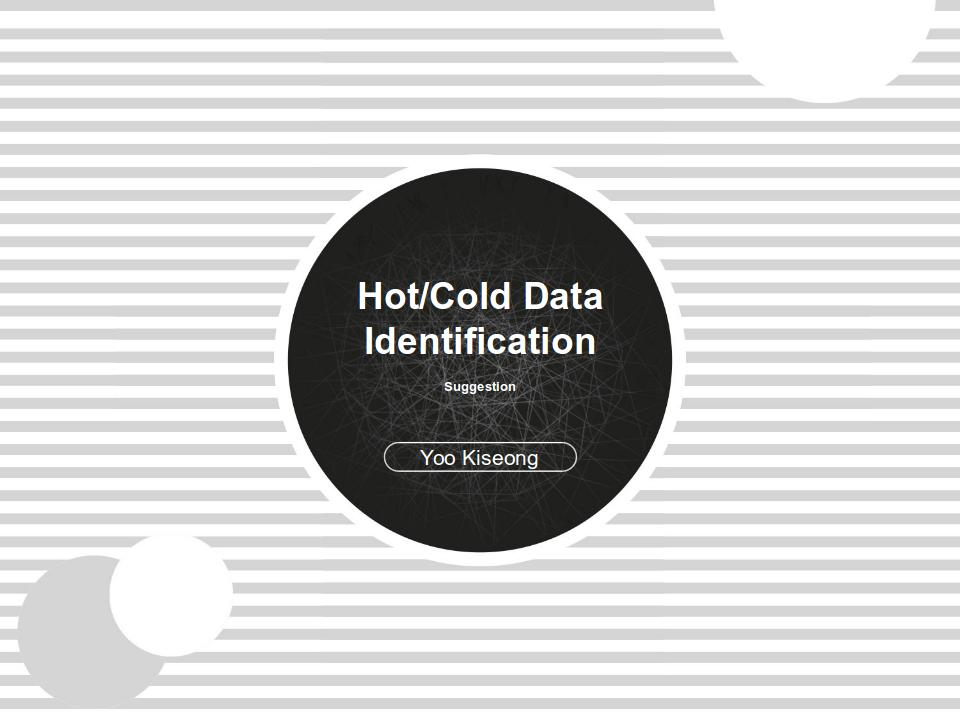 Hot/Cold Data
Identification
Suggestion
Yoo Kiseong